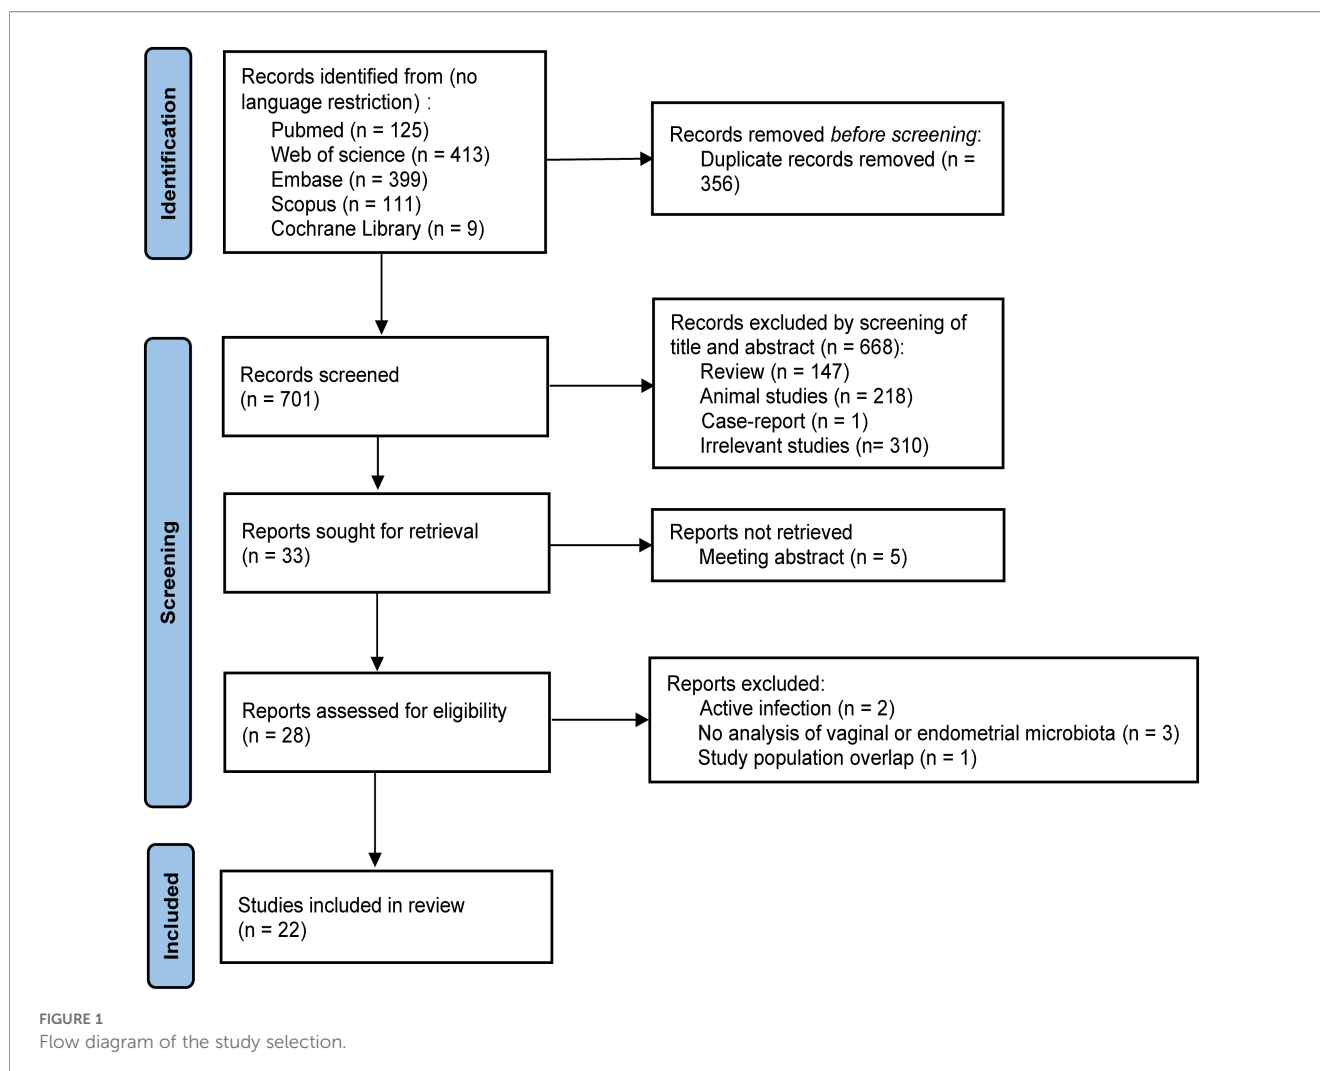 Identification
Records identified from (no
language restriction) :
Pubmed (n = 125)
Web of science (n = 413)
Embase (n = 399)
Scopus (n = 111)
Cochrane Library (n = 9)
Records removed before screening:
Duplicate records removed (n =
356)
Screening
Records screened
(n = 701)
Records excluded by screening of
title and abstract (n = 668):
Review (n = 147)
Animal studies (n = 218)
Case-report (n = 1)
Irrelevant studies (n= 310)
Reports sought for retrieval
(n = 33)
Reports not retrieved
Meeting abstract (n = 5)
Reports assessed for eligibility
(n = 28)
Reports excluded:
Active infection (n = 2)
No analysis of vaginal or endometrial microbiota (n = 3)
Study population overlap (n = 1)
Included
Studies included in review
(n = 22)
FIGURE 1
Flow diagram of the study selection.